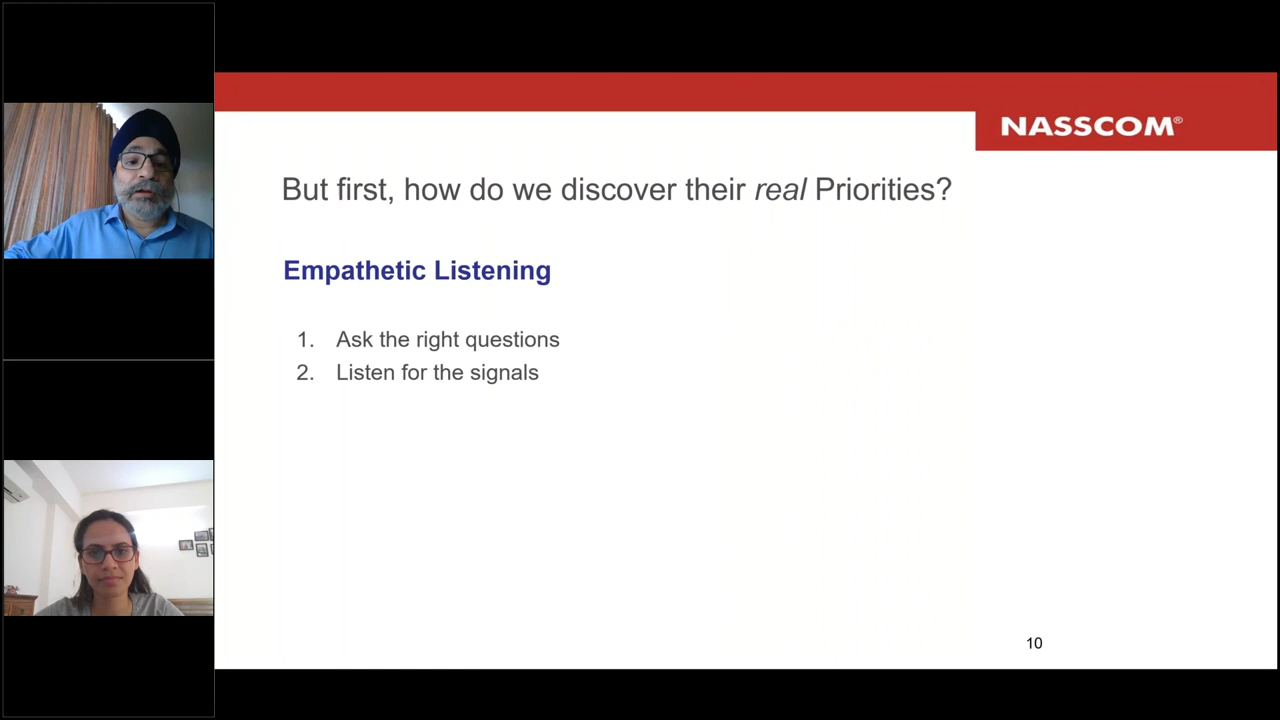 NASSCOM®
But first, how do we discover their real Priorities?
Empathetic Listening
1. Ask the right questions
2. Listen for the signals
10